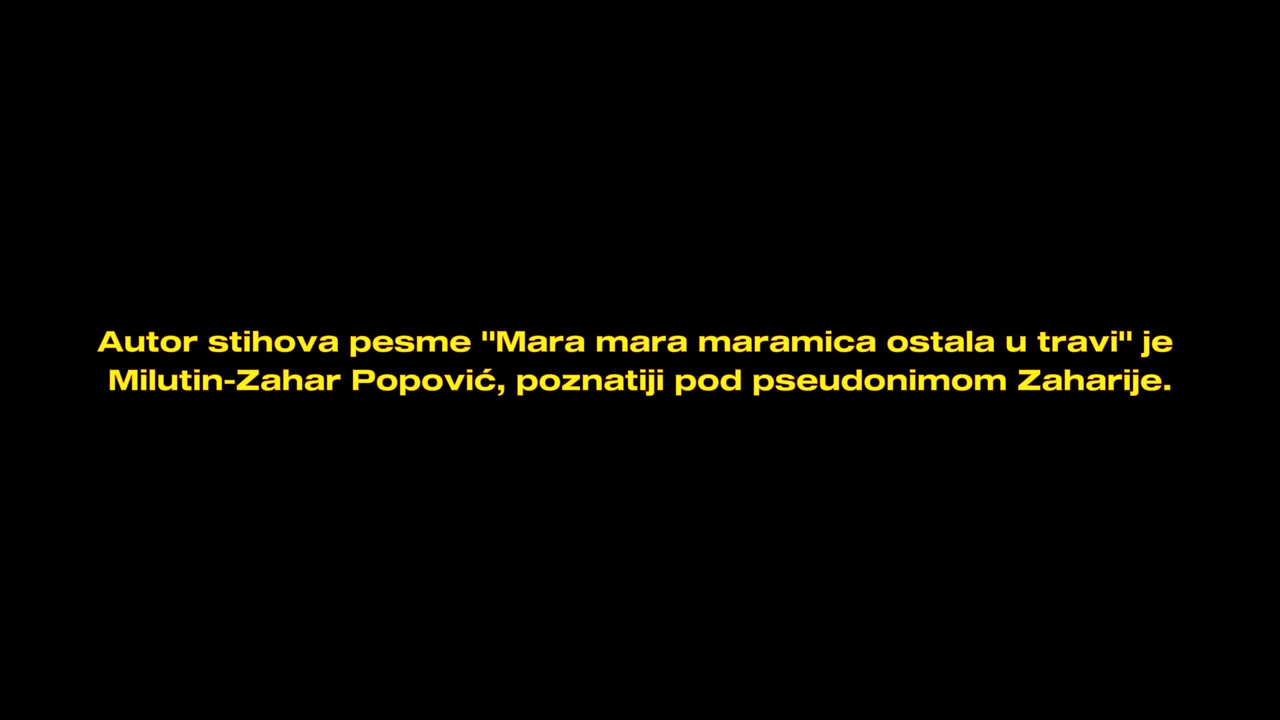 Autor stihova pesme "Mara mara maramica ostala u travi" je
Milutin-Zahar Popović, poznatiji pod pseudonimom Zaharije.